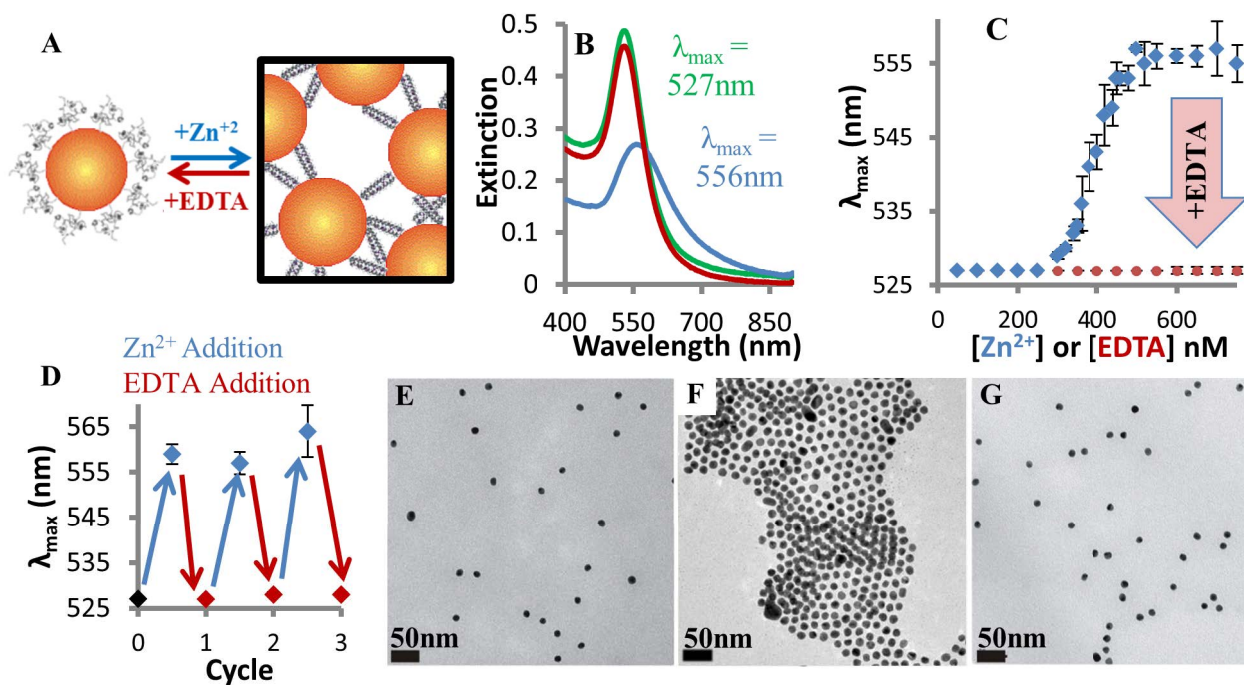 A
+Zn+2
+EDTA
B
0.5
0.4
0.3
0.2
0.1
0
Extinction
400 550 700 850
Wavelength (nm)
λmax =
527nm
λmax =
556nm
C
555
545
535
525
λmax (nm)
0 200 400 600
[Zn2+] or [EDTA] nM
+EDTA
Zn2+ Addition
EDTA Addition
D
565
555
545
535
525
λmax (nm)
0 1 2 3
Cycle
E
50nm
F
50nm
G
50nm